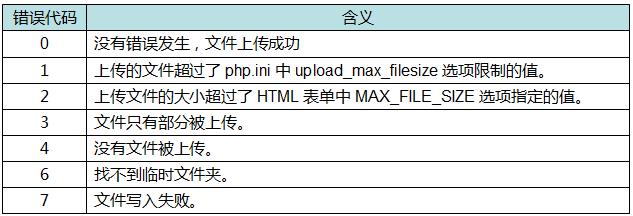 错误代码 含义
0 没有错误发生，文件上传成功
1 上传的文件超过了 php.ini 中 upload_max_filesize 选项限制的值。
2 上传文件的大小超过了 HTML 表单中 MAX_FILE_SIZE 选项指定的值。
3 文件只有部分被上传。
4 没有文件被上传。
6 找不到临时文件夹。
7 文件写入失败。